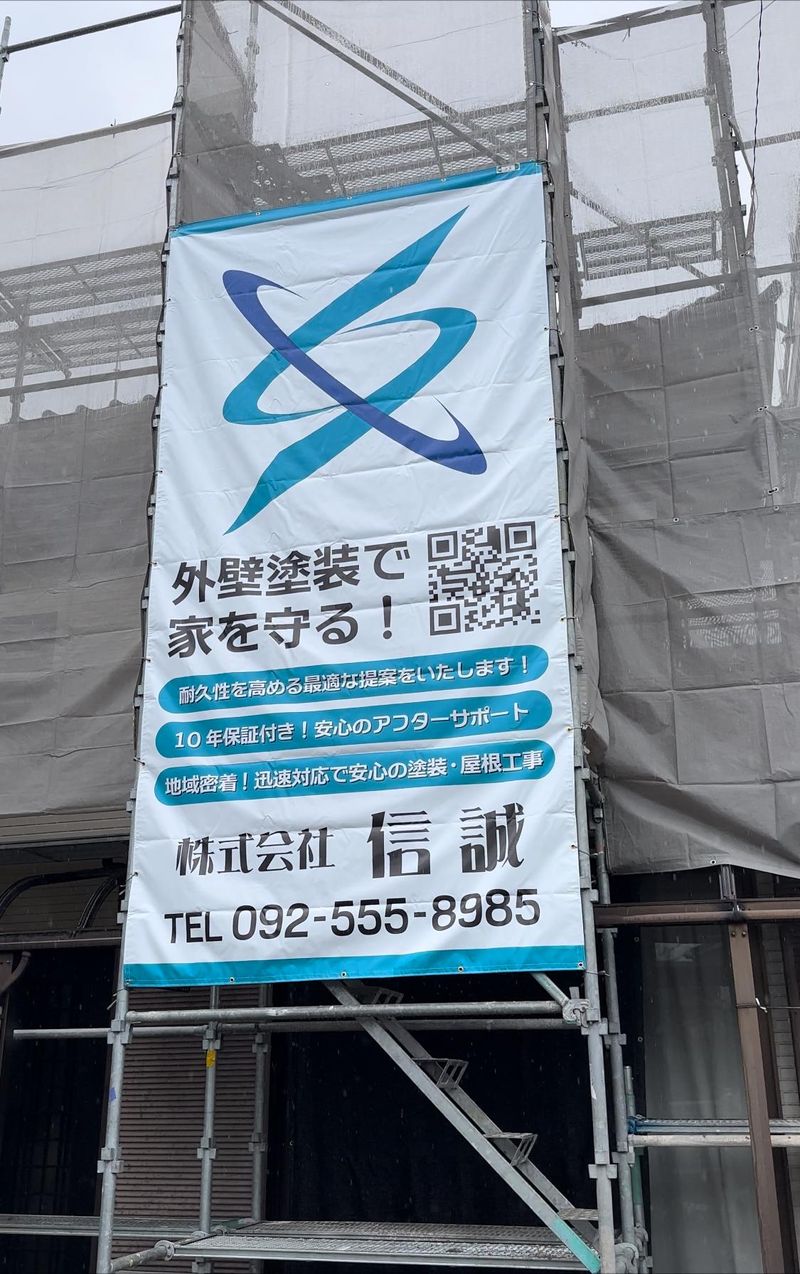 外壁塗装で
家を守る！
耐久性を高める最適な提案をいたします！
10年保証付き！安心のアフターサポート
地域密着！迅速対応で安心の塗装・屋根工事
株式会社 信誠
TEL 092-555-8985